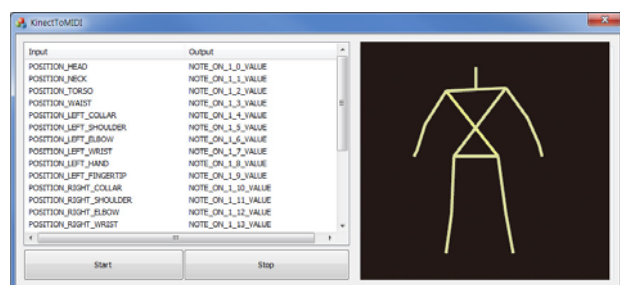 KinectToMIDI
Input Output
POSITION_HEAD NOTE_ON_1_0_VALUE
POSITION_NECK NOTE_ON_1_1_VALUE
POSITION_TORSO NOTE_ON_1_2_VALUE
POSITION_WAIST NOTE_ON_1_3_VALUE
POSITION_LEFT_COLLAR NOTE_ON_1_4_VALUE
POSITION_LEFT_SHOULDER NOTE_ON_1_5_VALUE
POSITION_LEFT_ELBOW NOTE_ON_1_6_VALUE
POSITION_LEFT_WRIST NOTE_ON_1_7_VALUE
POSITION_LEFT_HAND NOTE_ON_1_8_VALUE
POSITION_LEFT_FINGERTIP NOTE_ON_1_9_VALUE
POSITION_RIGHT_COLLAR NOTE_ON_1_10_VALUE
POSITION_RIGHT_SHOULDER NOTE_ON_1_11_VALUE
POSITION_RIGHT_ELBOW NOTE_ON_1_12_VALUE
POSITION_RIGHT_WRIST NOTE_ON_1_13_VALUE
Start Stop